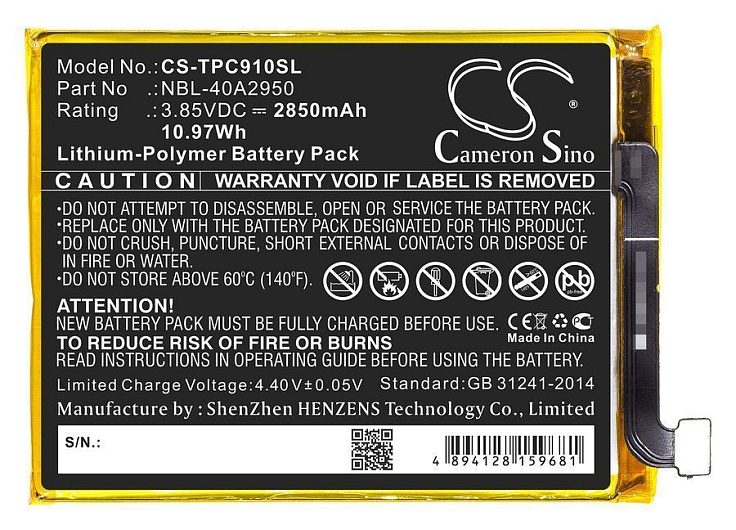 Model No.: CS-TPC910SL
Part No .: NBL-40A2950
Rating .: 3.85VDC ⎓ 2850mAh
10.97Wh
Lithium-Polymer Battery Pack
CS
®
Cameron Sino
CAUTION | WARRANTY VOID IF LABEL IS REMOVED
•DO NOT ATTEMPT TO DISASSEMBLE, OPEN OR SERVICE THE BATTERY PACK.
•REPLACE ONLY WITH THE BATTERY PACK DESIGNATED FOR THIS PRODUCT.
•DO NOT CRUSH, PUNCTURE, SHORT EXTERNAL CONTACTS OR DISPOSE OF
IN FIRE OR WATER.
•DO NOT STORE ABOVE 60°C (140°F).
Pb
ATTENTION!
NEW BATTERY PACK MUST BE FULLY CHARGED BEFORE USE.
CE
PCT
TO REDUCE RISK OF FIRE OR BURNS
Made In China
READ INSTRUCTIONS IN OPERATING GUIDE BEFORE USING THE BATTERY.
Limited Charge Voltage: 4.40V±0.05V Standard: GB 31241-2014
Manufacture by : ShenZhen HENZENS Technology Co., Limited.
S/N.:
4 894128 159681